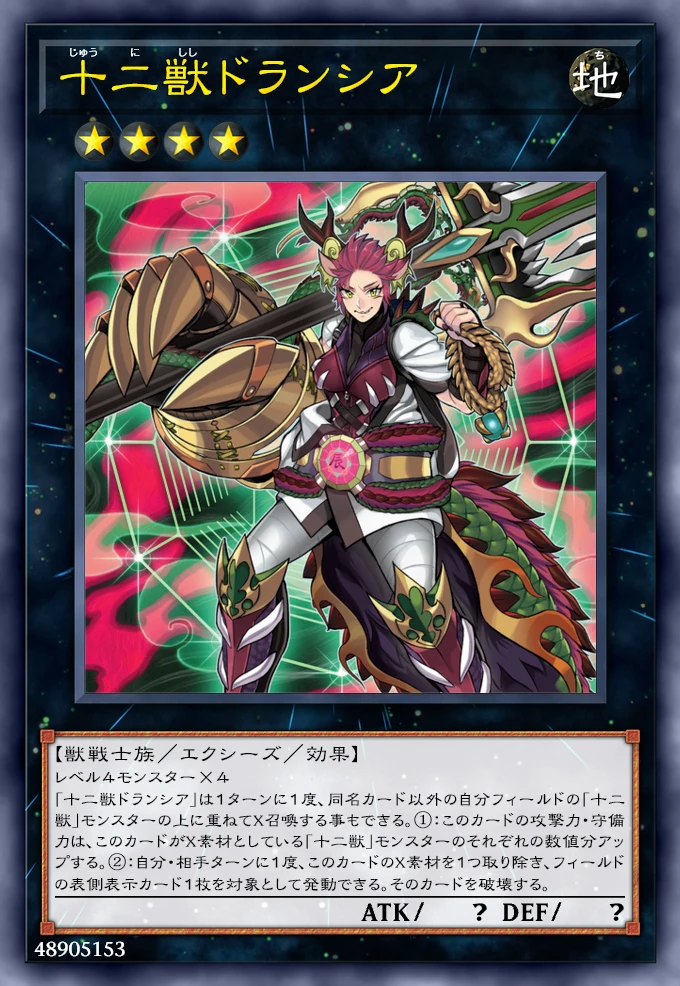 じゅう に しし
十二獣ドランシア
ち
地
辰
【獣戦士族／エクシーズ／効果】
レベル4モンスター×4
「十二獣ドランシア」は1ターンに1度、同名カード以外の自分フィールドの「十二
獣」モンスターの上に重ねてX召喚する事もできる。①：このカードの攻撃力・守備
力は、このカードがX素材としている「十二獣」モンスターのそれぞれの数値分アッ
プする。②：自分・相手ターンに1度、このカードのX素材を1つ取り除き、フィールド
の表側表示カード1枚を対象として発動できる。そのカードを破壊する。
ATK/ ? DEF/ ?
48905153